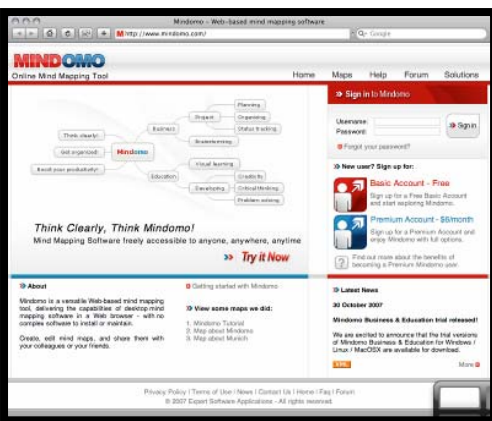 Mindomo - Web-based mind mapping software
http://www.mindomo.com/
Google
MINDOMO
Online Mind Mapping Tool
Home Maps Help Forum Solutions
Sign in to Mindomo
Username:
Password:
Sign in
Forgot your password?
New user? Sign up for:
Basic Account - Free
Sign up for a Free Basic Account
and start exploring Mindomo.
Premium Account - $6/month
Sign up for a Premium Account and
enjoy Mindomo with full options.
Find out more about the benefits of
becoming a Premium Mindomo user.
Think clearly!
Get organized!
Boost your productivity!
Mindomo
Business
Project
Planning
Organizing
Status tracking
Brainstorming
Education
Visual learning
Developing
Creativity
Critical thinking
Problem solving
Think Clearly, Think Mindomo!
Mind Mapping Software freely accessible to anyone, anywhere, anytime
Try it Now
About
Mindomo is a versatile Web-based mind mapping
tool, delivering the capabilities of desktop mind
mapping software in a Web browser - with no
complex software to install or maintain.
Create, edit mind maps, and share them with
your colleagues or your friends.
Getting started with Mindomo
View some maps we did:
1. Mindomo Tutorial
2. Map about Mindomo
3. Map about Munich
Latest News
30 October 2007
Mindomo Business & Education trial released!
We are excited to announce that the trial versions
of Mindomo Business & Education for Windows /
Linux / MacOSX are available for download.
XML
More
Privacy Policy | Terms of Use | News | Contact Us | Home | Faq | Forum
© 2007 Expert Software Applications - All rights reserved.